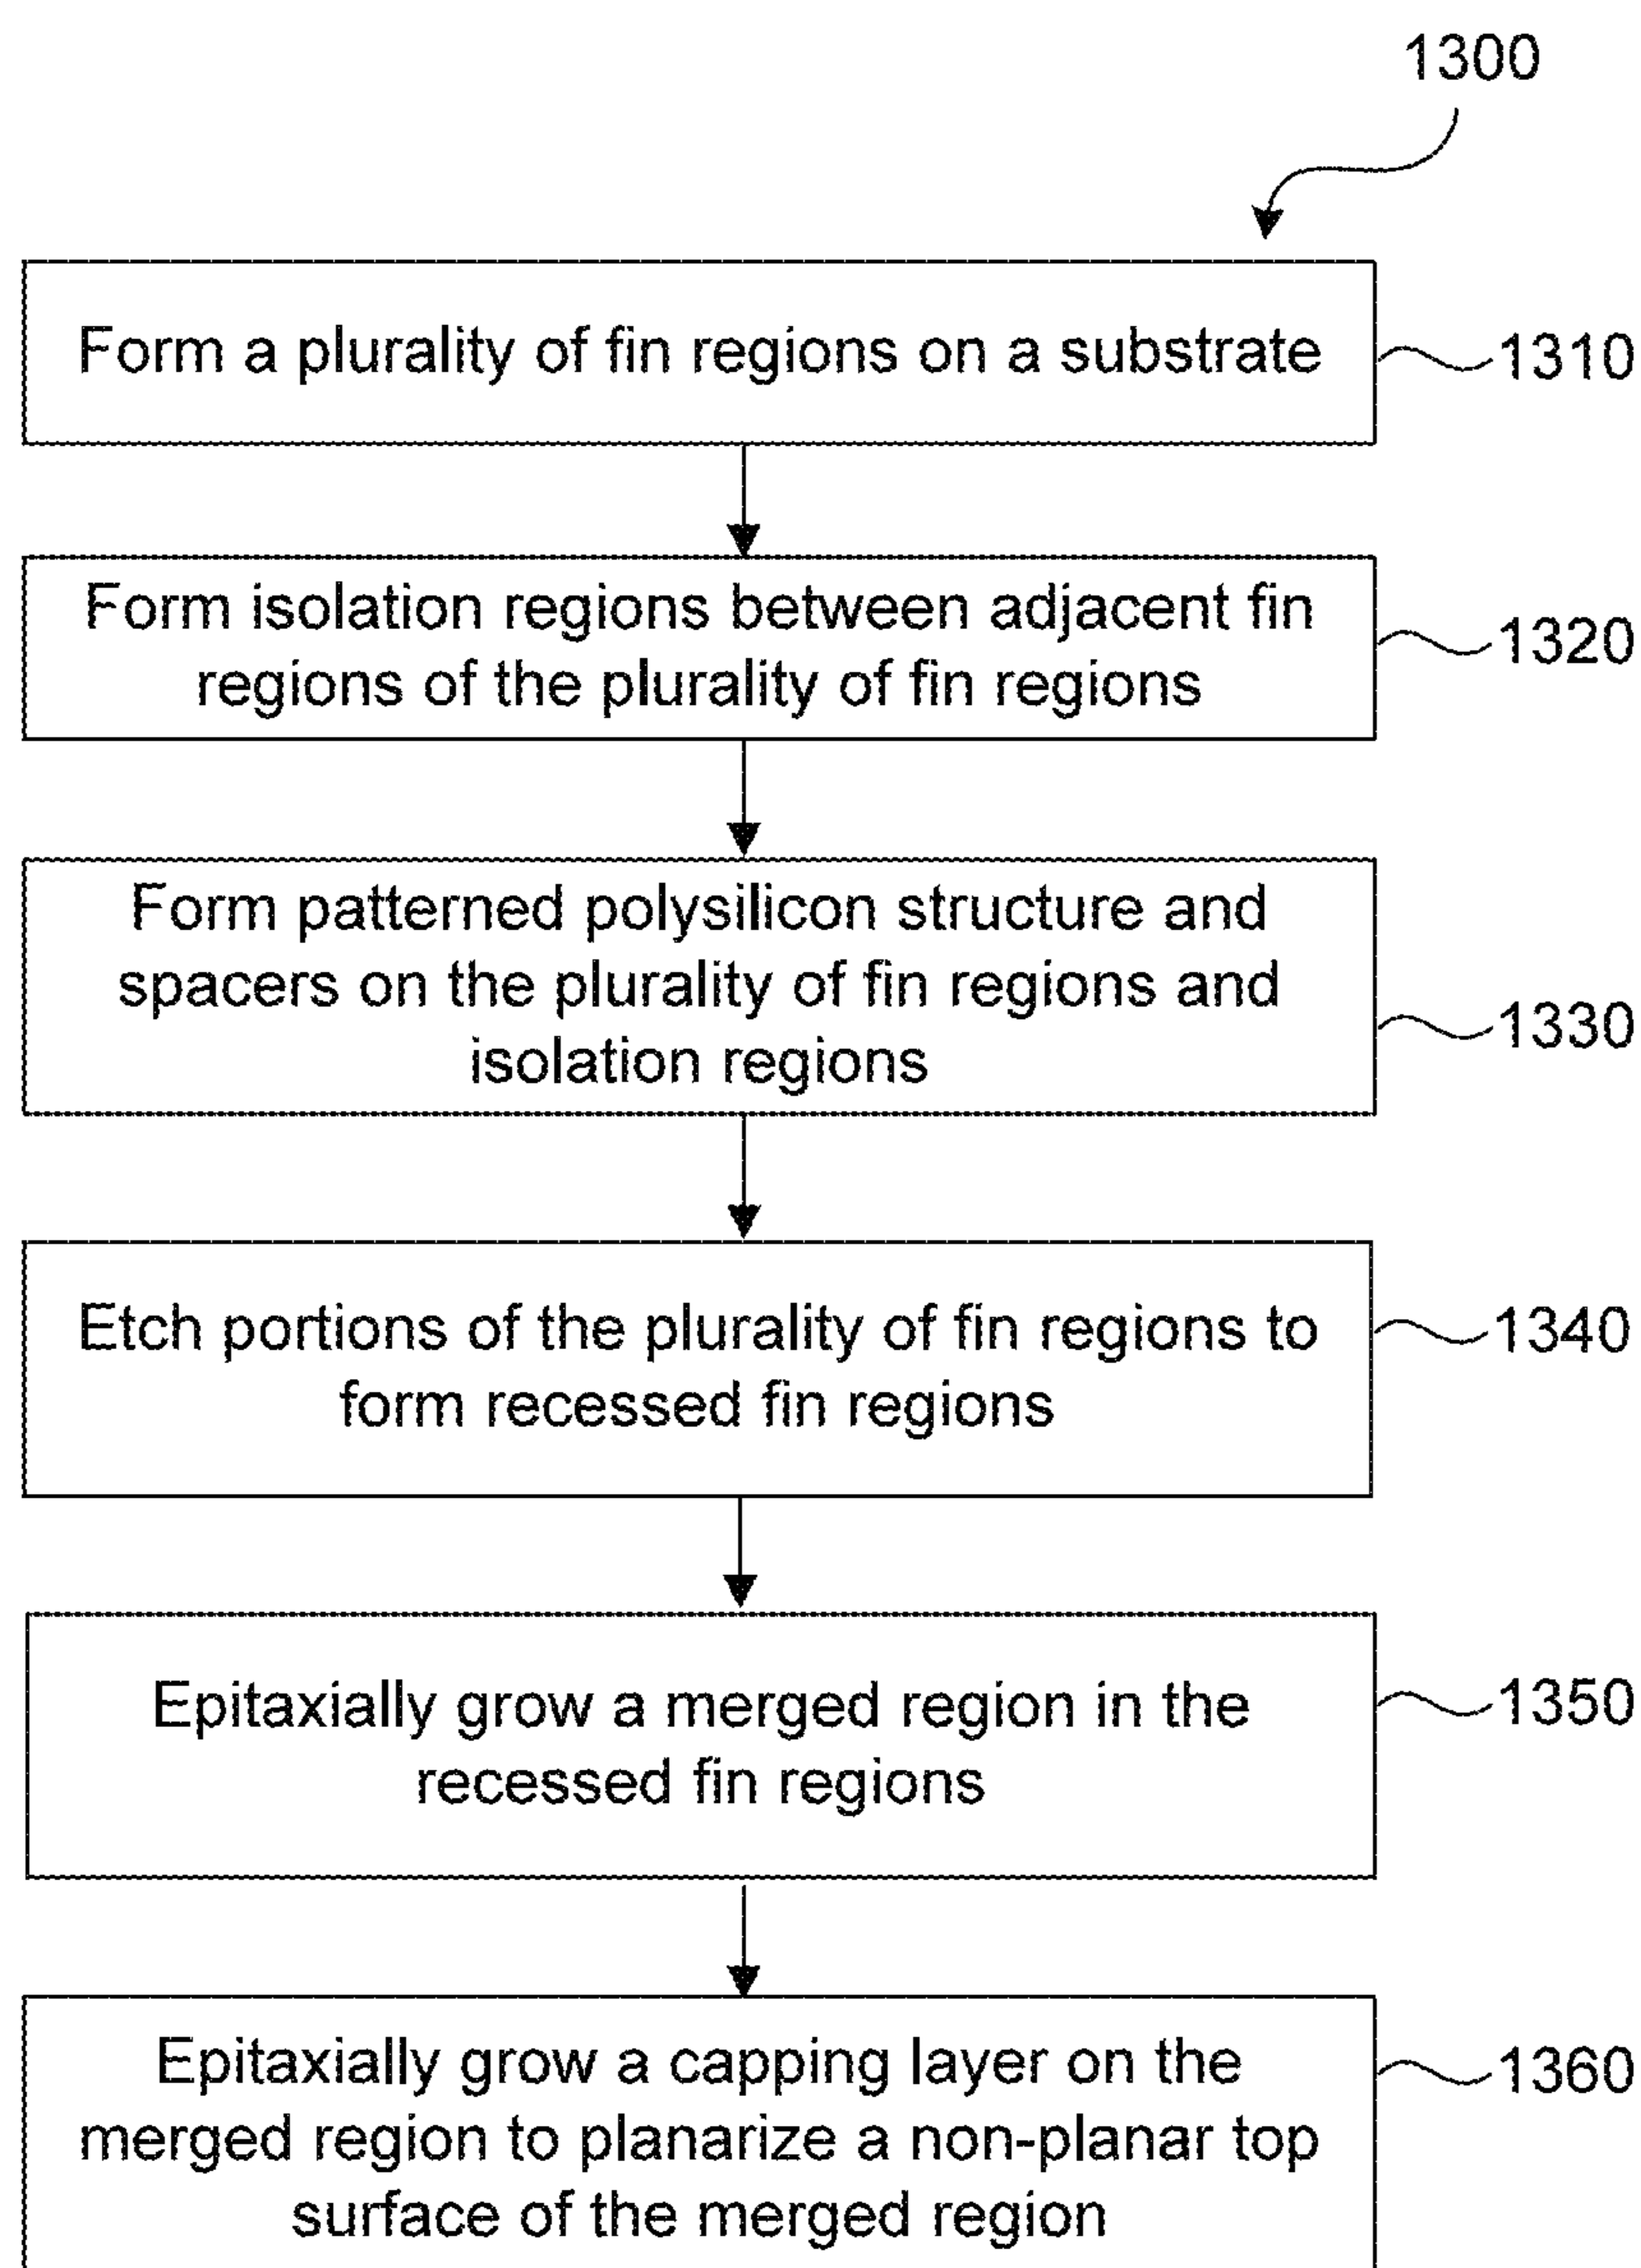 1300
Form a plurality of fin regions on a substrate
1310
Form isolation regions between adjacent fin
regions of the plurality of fin regions
1320
Form patterned polysilicon structure and
spacers on the plurality of fin regions and
isolation regions
1330
Etch portions of the plurality of fin regions to
form recessed fin regions
1340
Epitaxially grow a merged region in the
recessed fin regions
1350
Epitaxially grow a capping layer on the
merged region to planarize a non-planar top
surface of the merged region
1360